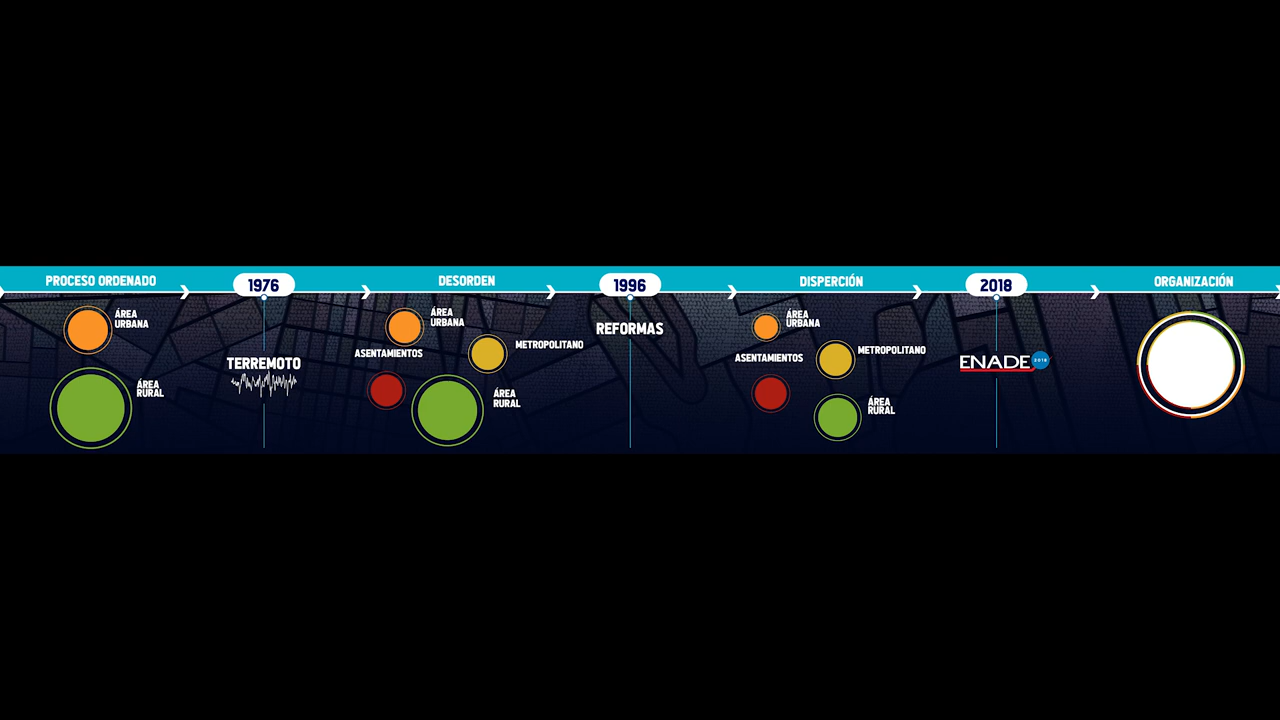 PROCESO ORDENADO
1976
DESORDEN
1996
DISPERCIÓN
2018
ORGANIZACIÓN
ÁREA
URBANA
ÁREA
RURAL
TERREMOTO
ÁREA
URBANA
METROPOLITANO
ASENTAMIENTOS
ÁREA
RURAL
REFORMAS
ÁREA
URBANA
METROPOLITANO
ASENTAMIENTOS
ÁREA
RURAL
ENADE 2018